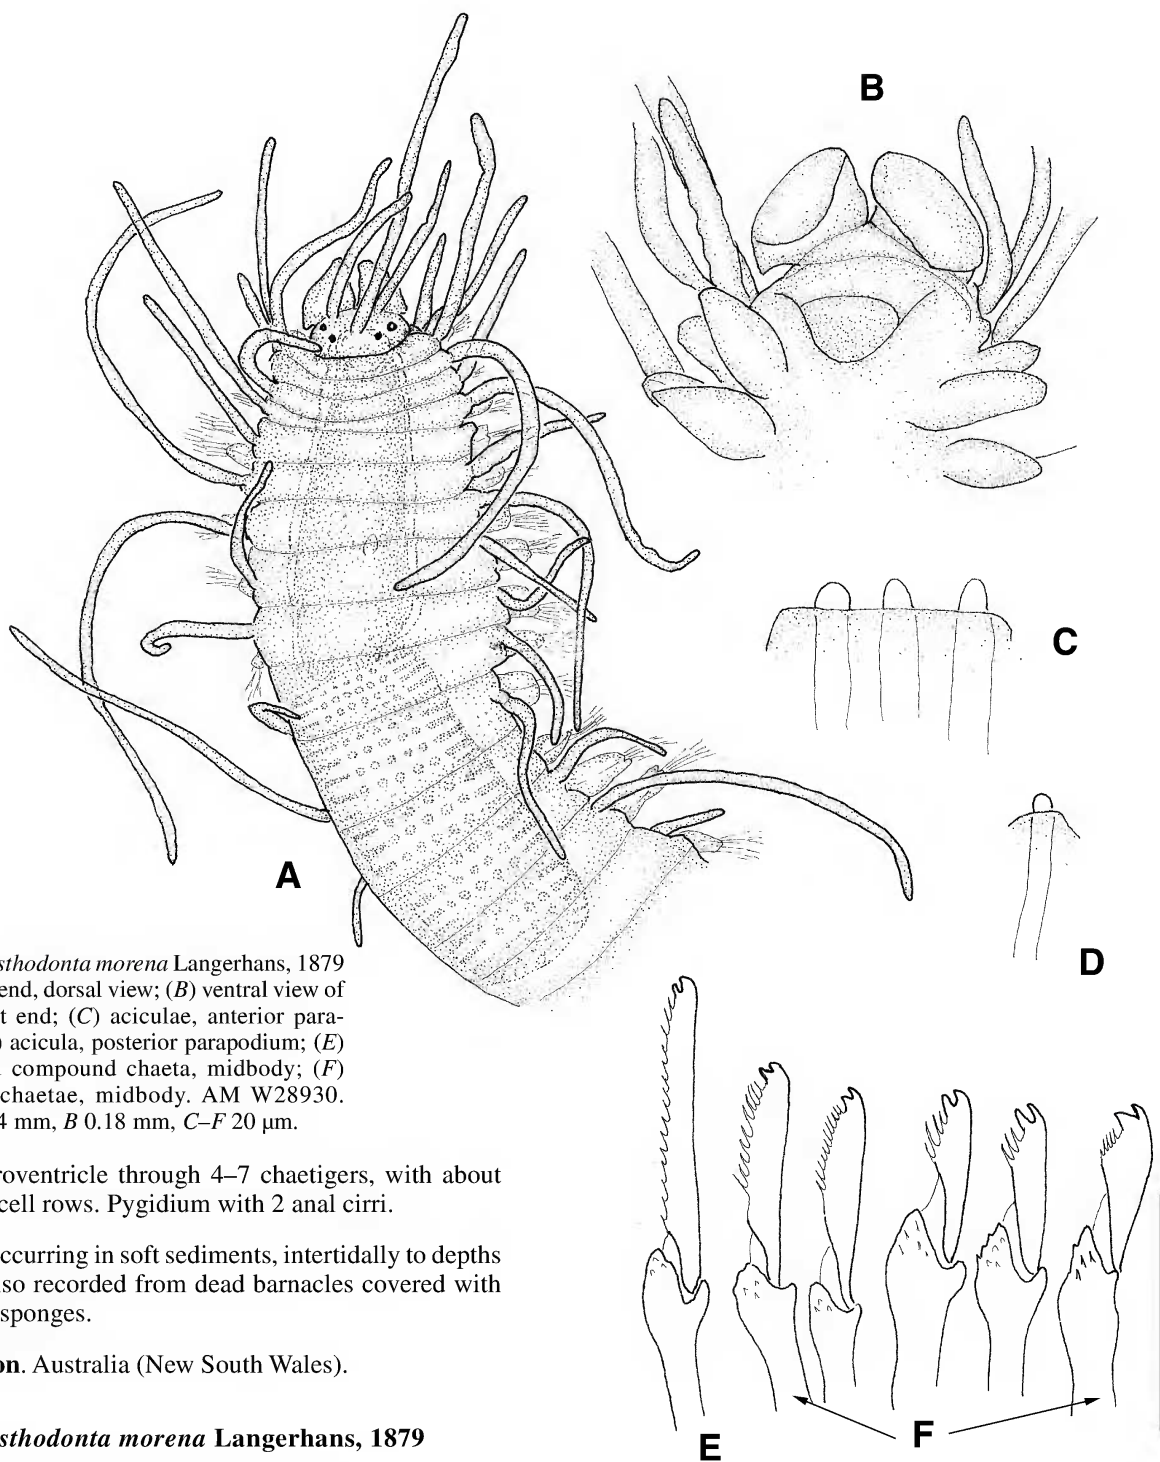 B
C
D
A
sthodonta morena Langerhans, 1879
end, dorsal view; (B) ventral view of
t end; (C) aciculae, anterior para-
) acicula, posterior parapodium; (E)
compound chaeta, midbody; (F)
chaetae, midbody. AM W28930.
4 mm, B 0.18 mm, C–F 20 µm.
roventricle through 4–7 chaetigers, with about
cell rows. Pygidium with 2 anal cirri.
ccurring in soft sediments, intertidally to depths
so recorded from dead barnacles covered with
sponges.
on. Australia (New South Wales).
sthodonta morena Langerhans, 1879
E
F